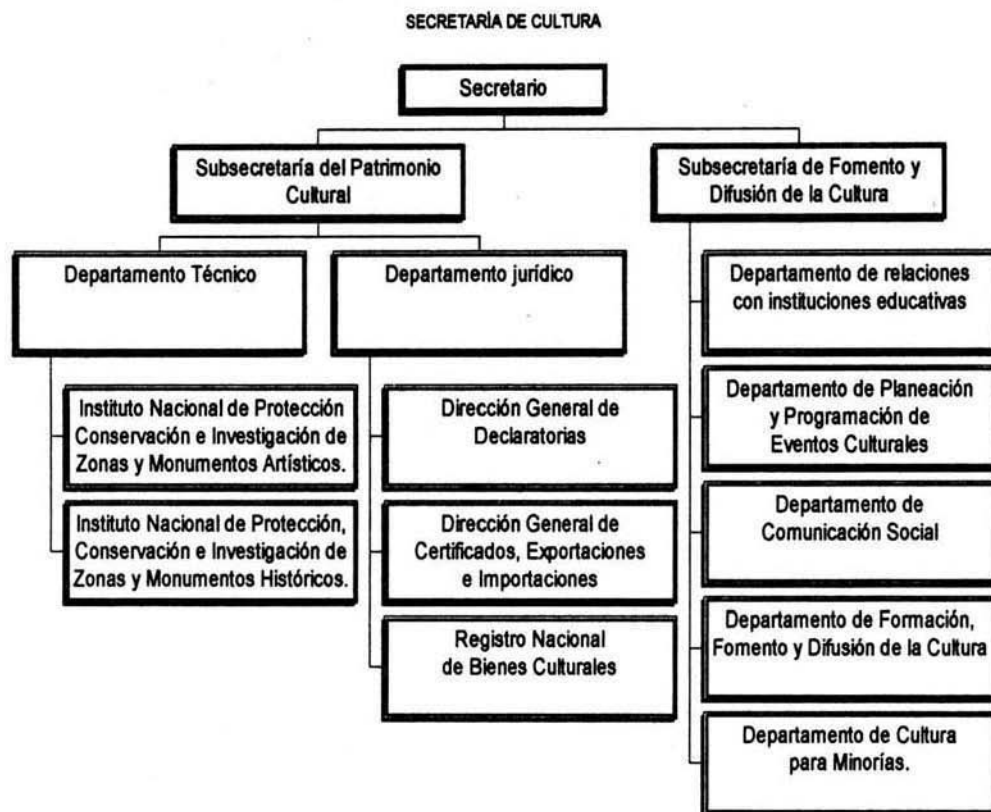 SECRETARÍA DE CULTURA
Secretario
Subsecretaría del Patrimonio
Cultural
Subsecretaría de Fomento y
Difusión de la Cultura
Departamento Técnico
Departamento jurídico
Instituto Nacional de Protección
Conservación e Investigación de
Zonas y Monumentos Artísticos.
Instituto Nacional de Protección,
Conservación e Investigación de
Zonas y Monumentos Históricos.
Dirección General de
Declaratorias
Dirección General de
Certificados, Exportaciones
e Importaciones
Registro Nacional
de Bienes Culturales
Departamento de relaciones
con instituciones educativas
Departamento de Planeación
y Programación de
Eventos Culturales
Departamento de
Comunicación Social
Departamento de Formación,
Fomento y Difusión de la Cultura
Departamento de Cultura
para Minorías.